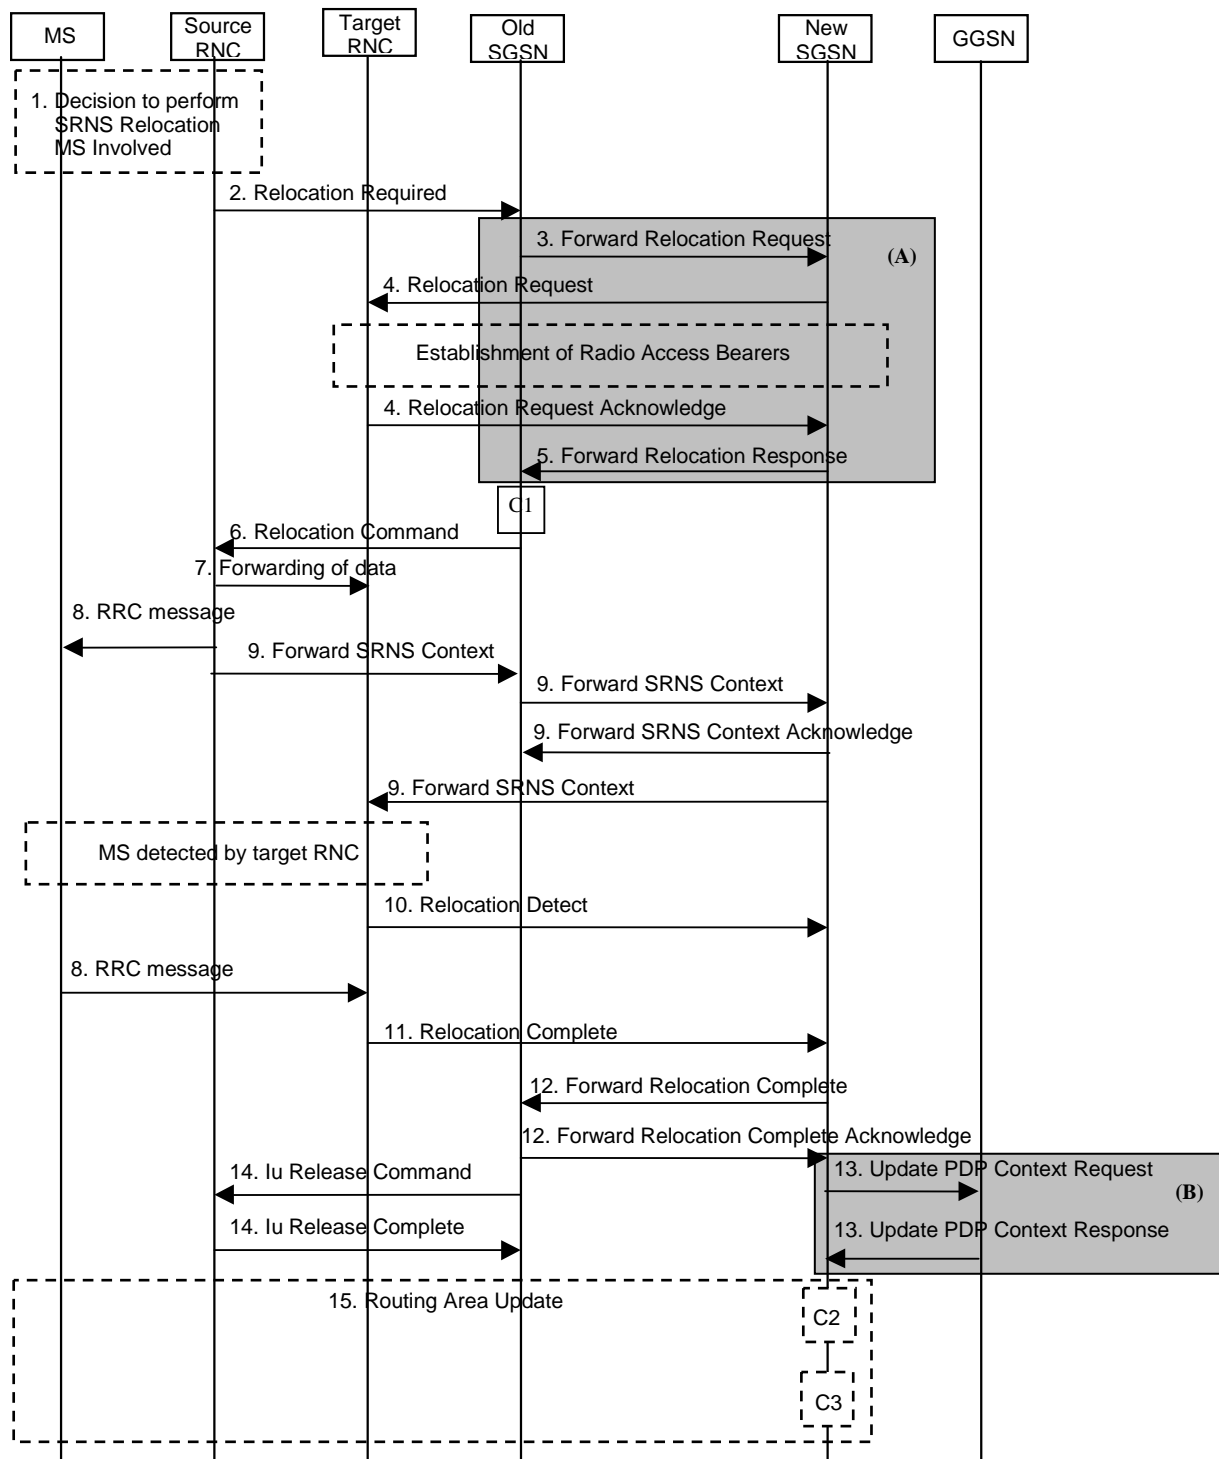 MS
Source
RNC
Target
RNC
Old
SGSN
New
SGSN
GGSN
1. Decision to perform
SRNS Relocation
MS Involved
2. Relocation Required
3. Forward Relocation Request
(A)
4. Relocation Request
Establishment of Radio Access Bearers
4. Relocation Request Acknowledge
5. Forward Relocation Response
C1
6. Relocation Command
7. Forwarding of data
8. RRC message
9. Forward SRNS Context
9. Forward SRNS Context
9. Forward SRNS Context Acknowledge
9. Forward SRNS Context
MS detected by target RNC
10. Relocation Detect
8. RRC message
11. Relocation Complete
12. Forward Relocation Complete
12. Forward Relocation Complete Acknowledge
14. Iu Release Command
13. Update PDP Context Request
(B)
14. Iu Release Complete
13. Update PDP Context Response
15. Routing Area Update
C2
C3